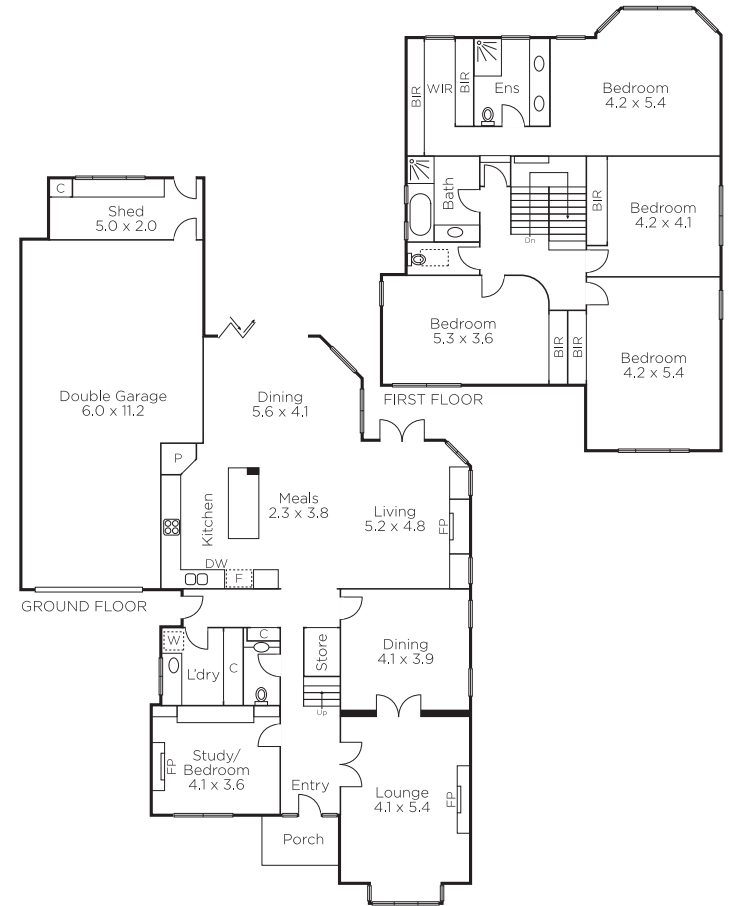 BIR
WIR
BIR
Ens
Bedroom
4.2 x 5.4
Bath
BIR
Bedroom
4.2 x 4.1
Dn
Bedroom
5.3 x 3.6
BIR
BIR
Bedroom
4.2 x 5.4
FIRST FLOOR
C
Shed
5.0 x 2.0
Double Garage
6.0 x 11.2
Dining
5.6 x 4.1
P
Kitchen
Meals
2.3 x 3.8
Living
5.2 x 4.8
FP
DW
F
GROUND FLOOR
W
L'dry
C
C
Store
Up
Dining
4.1 x 3.9
FP
Study/
Bedroom
4.1 x 3.6
Entry
Lounge
4.1 x 5.4
FP
Porch